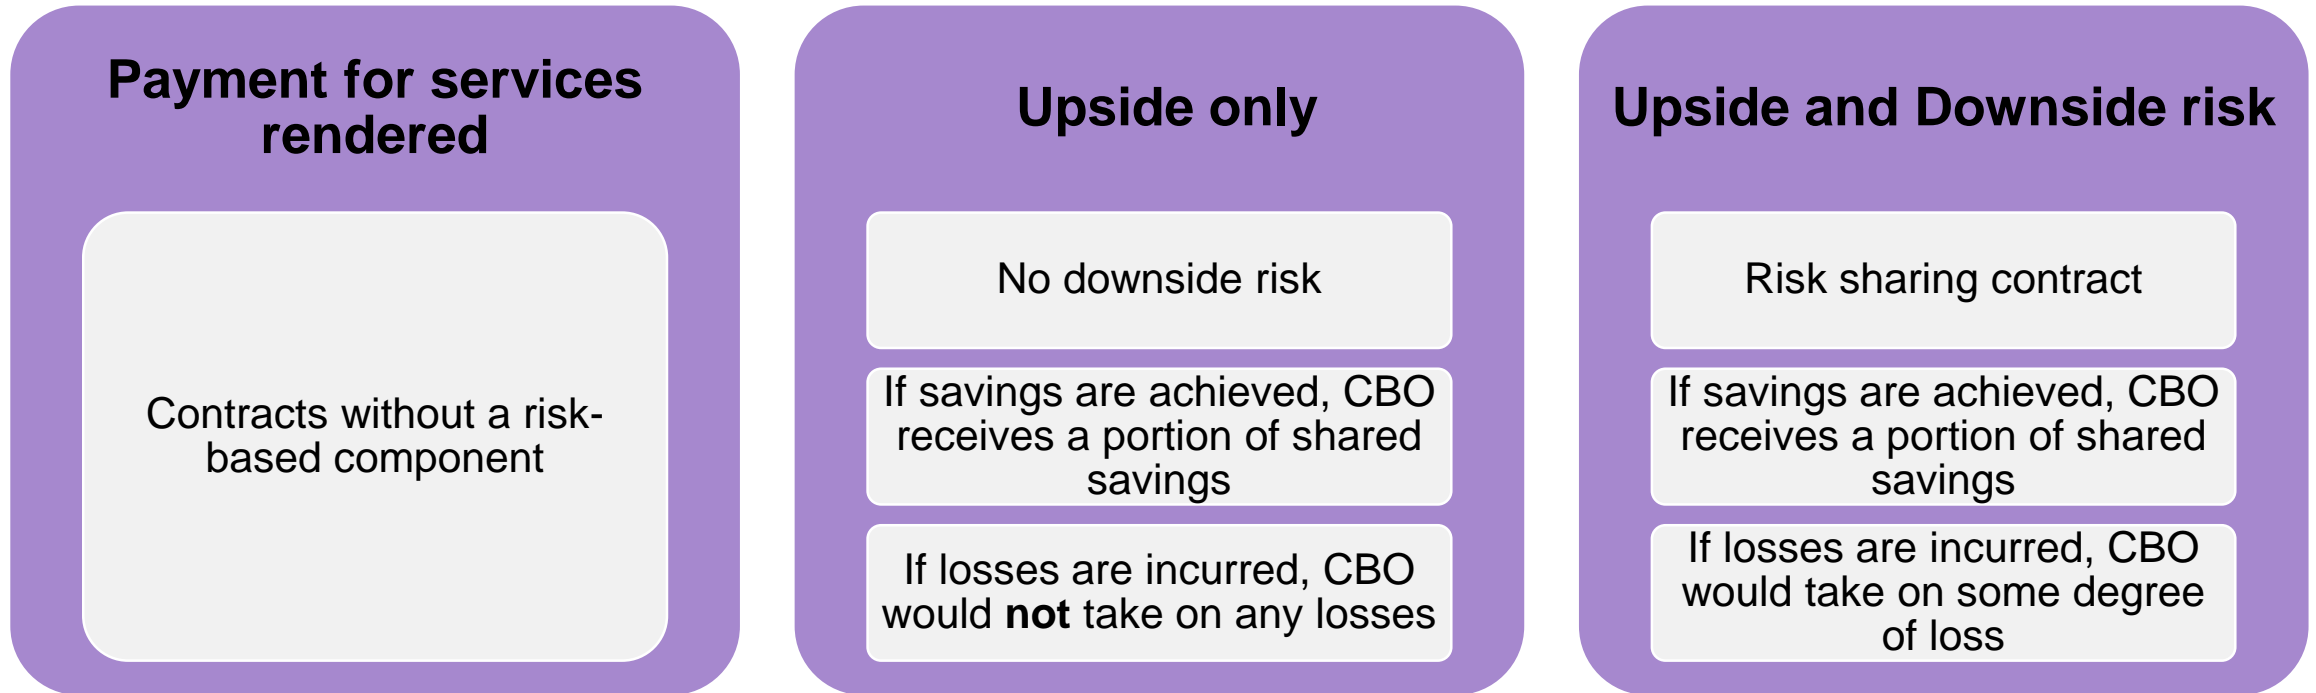 Payment for services
rendered
Contracts without a risk-
based component
Upside only
No downside risk
If savings are achieved, CBO
receives a portion of shared
savings
If losses are incurred, CBO
would not take on any losses
Upside and Downside risk
Risk sharing contract
If savings are achieved, CBO
receives a portion of shared
savings
If losses are incurred, CBO
would take on some degree
of loss